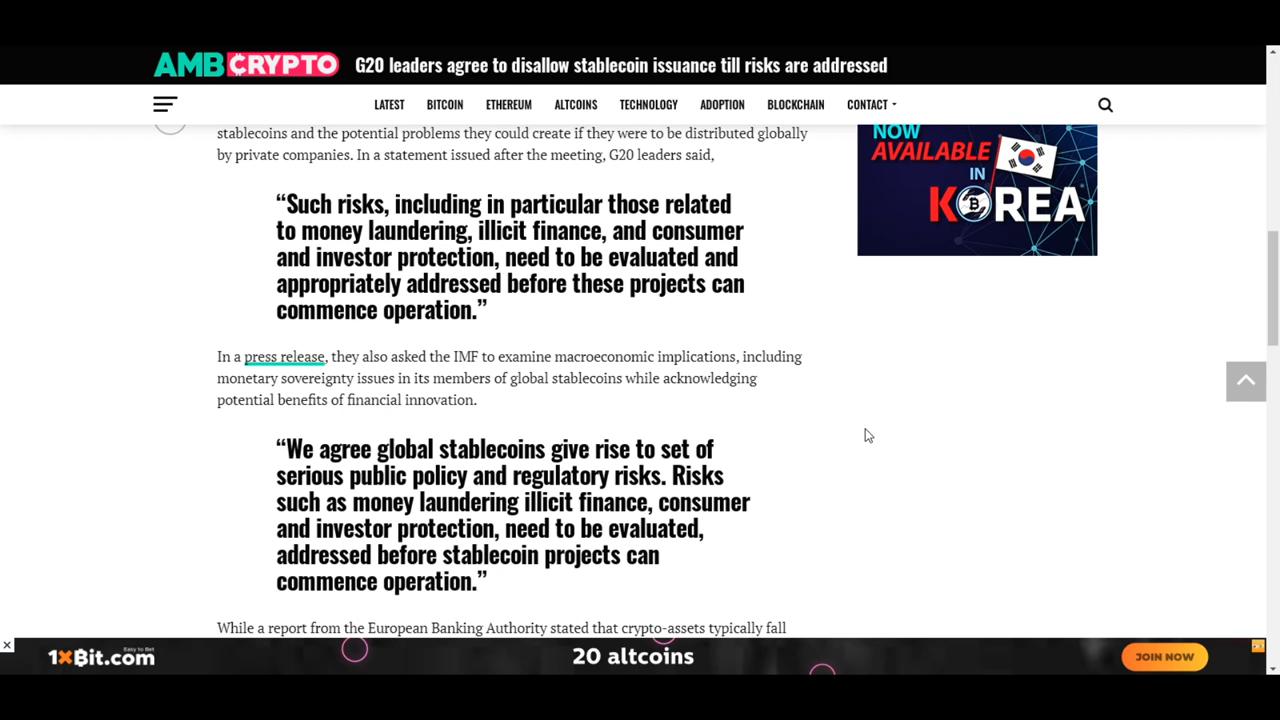 AMBCRYPTO
G20 leaders agree to disallow stablecoin issuance till risks are addressed
LATEST BITCOIN ETHEREUM ALTCOINS TECHNOLOGY ADOPTION BLOCKCHAIN CONTACT
stablecoins and the potential problems they could create if they were to be distributed globally
by private companies. In a statement issued after the meeting, G20 leaders said,
“Such risks, including in particular those related
to money laundering, illicit finance, and consumer
and investor protection, need to be evaluated and
appropriately addressed before these projects can
commence operation.”
In a press release, they also asked the IMF to examine macroeconomic implications, including
monetary sovereignty issues in its members of global stablecoins while acknowledging
potential benefits of financial innovation.
“We agree global stablecoins give rise to set of
serious public policy and regulatory risks. Risks
such as money laundering illicit finance, consumer
and investor protection, need to be evaluated,
addressed before stablecoin projects can
commence operation.”
While a report from the European Banking Authority stated that crypto-assets typically fall
NOW
AVAILABLE
IN
KOREA
Easy to Bet
1xBit.com
20 altcoins
JOIN NOW